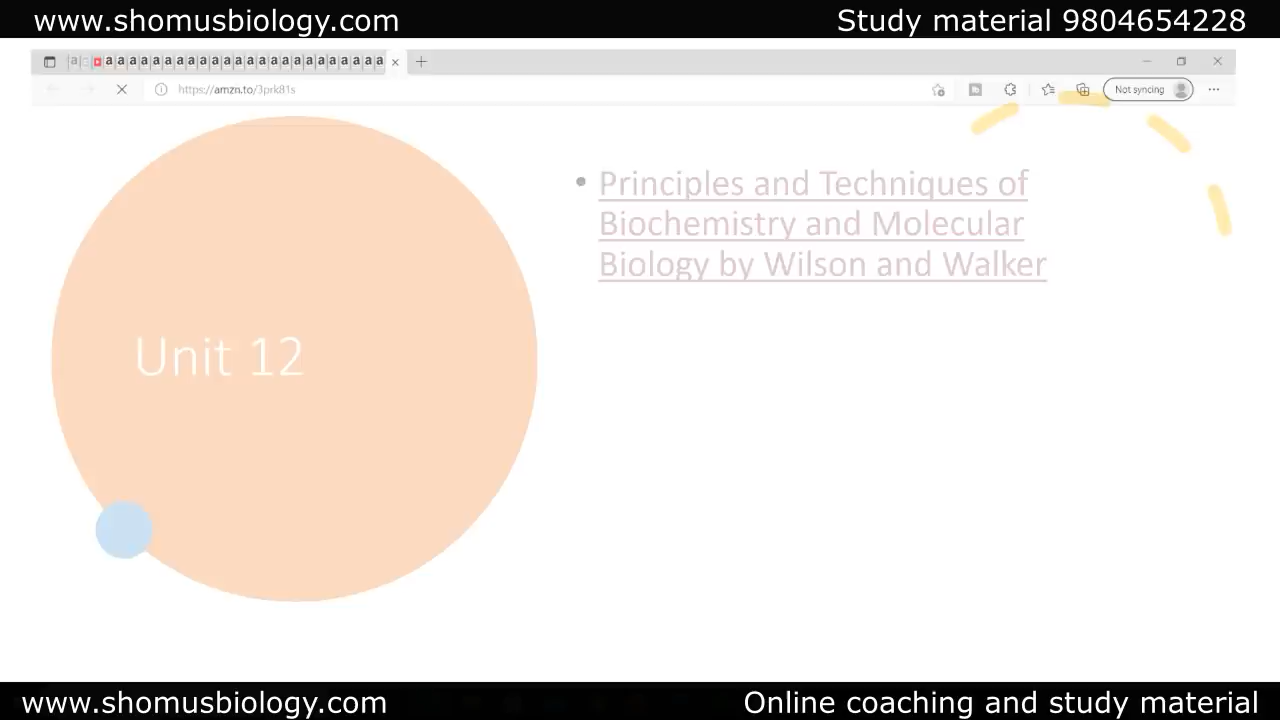 www.shomusbiology.com
Study material 9804654228
https://amzn.to/3prk81s
Not syncing
Unit 12
• Principles and Techniques of
Biochemistry and Molecular
Biology by Wilson and Walker
www.shomusbiology.com
Online coaching and study material